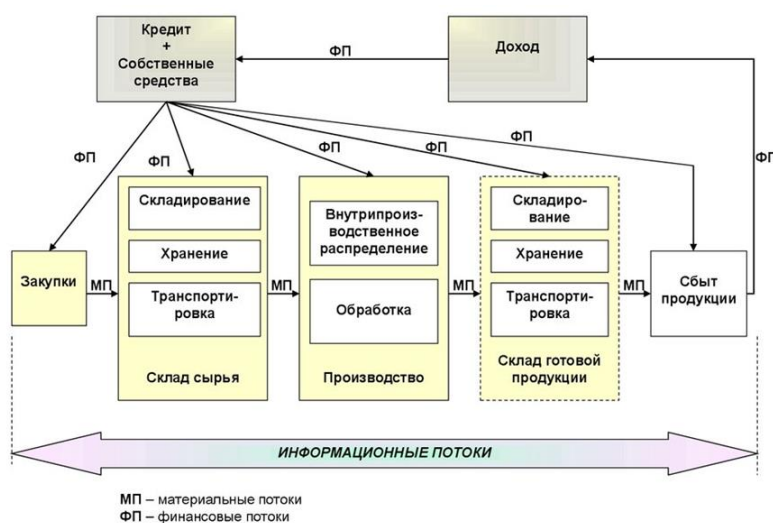 Кредит
+
Собственные
средства
ФП
Доход
ФП
ФП
ФП
ФП
ФП
ФП
Закупки
МП
Складирование
Хранение
Транспорти-
ровка
Склад сырья
МП
Внутрипроиз-
водственное
распределение
Обработка
Производство
МП
Складиро-
вание
Хранение
Транспорти-
ровка
Склад готовой
продукции
МП
Сбыт
продукции
ИНФОРМАЦИОННЫЕ ПОТОКИ
МП – материальные потоки
ФП – финансовые потоки